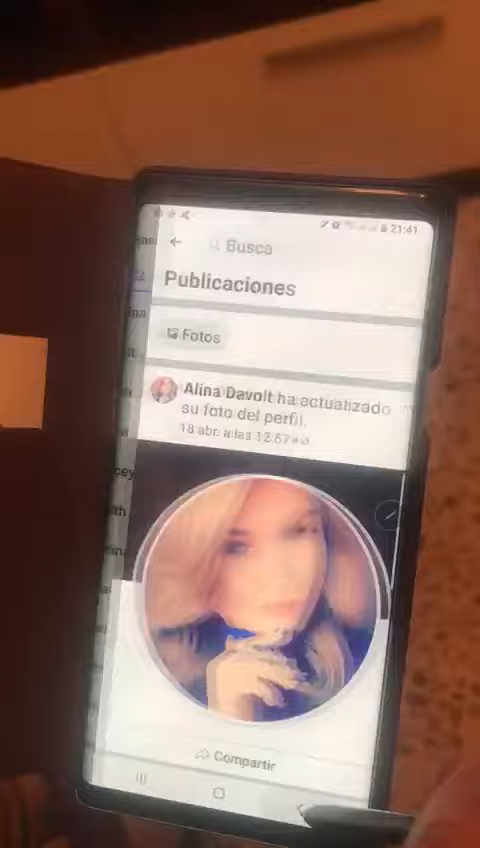 21:41
Busca
Publicaciones
Fotos
Alina Davolt ha actualizado
su foto del perfil.
18 abr. a las 12:57
Compartir